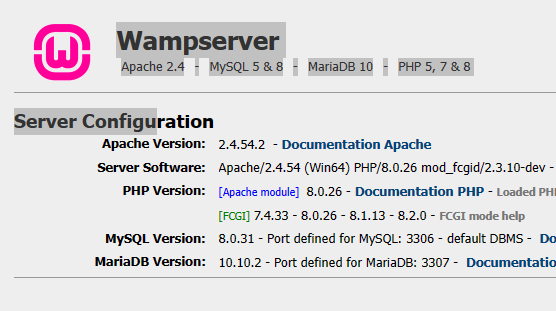 Wampserver
Apache 2.4 - MySQL 5 & 8 - MariaDB 10 - PHP 5, 7 & 8
Server Configuration
Apache Version: 2.4.54.2 - Documentation Apache
Server Software: Apache/2.4.54 (Win64) PHP/8.0.26 mod_fcgid/2.3.10-dev -
PHP Version: [Apache module] 8.0.26 - Documentation PHP - Loaded PH
[FCGI] 7.4.33 - 8.0.26 - 8.1.13 - 8.2.0 - FCGI mode help
MySQL Version: 8.0.31 - Port defined for MySQL: 3306 - default DBMS - Do
MariaDB Version: 10.10.2 - Port defined for MariaDB: 3307 - Documentatio